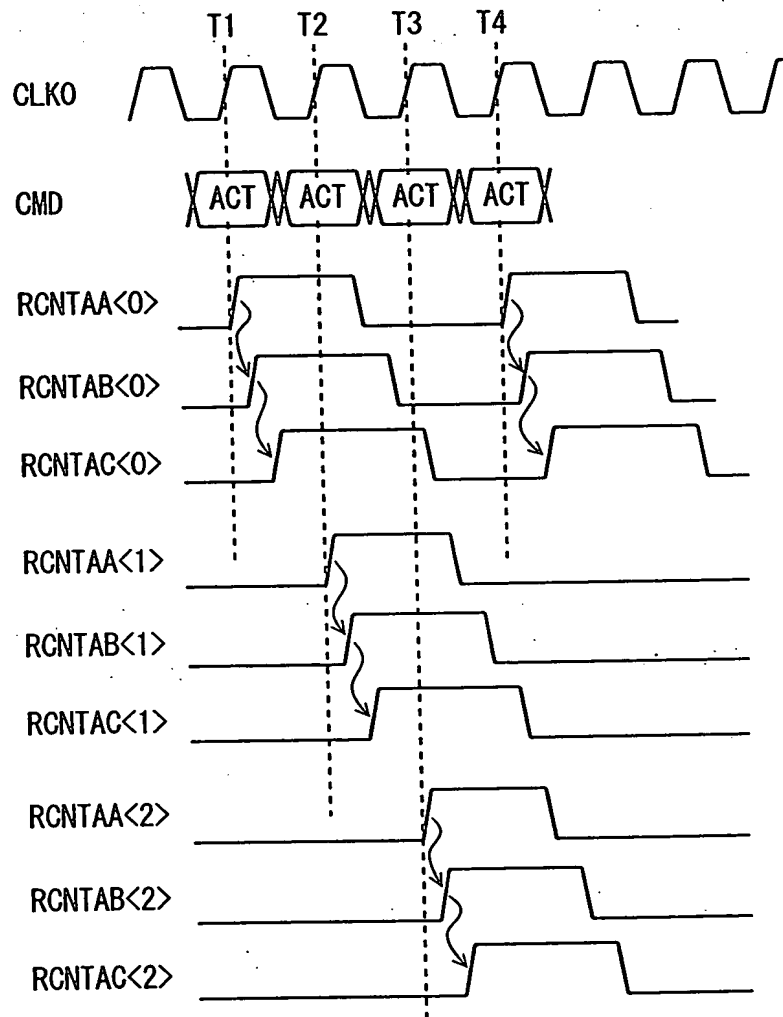 T1 T2 T3 T4
CLK0
CMD ACT ACT ACT ACT
RCNTAA<0>
RCNTAB<0>
RCNTAC<0>
RCNTAA<1>
RCNTAB<1>
RCNTAC<1>
RCNTAA<2>
RCNTAB<2>
RCNTAC<2>